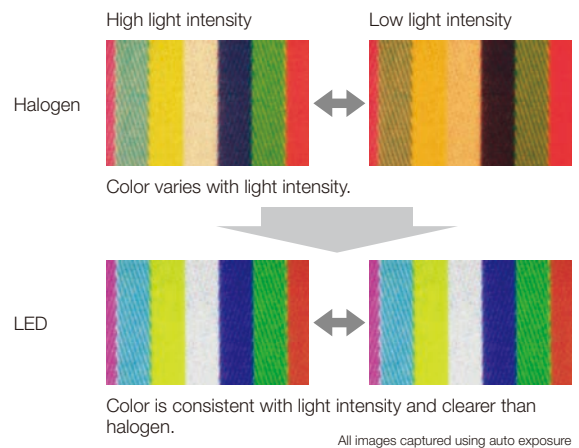 High light intensity
Low light intensity
Halogen
Color varies with light intensity.
LED
Color is consistent with light intensity and clearer than
halogen.
All images captured using auto exposure